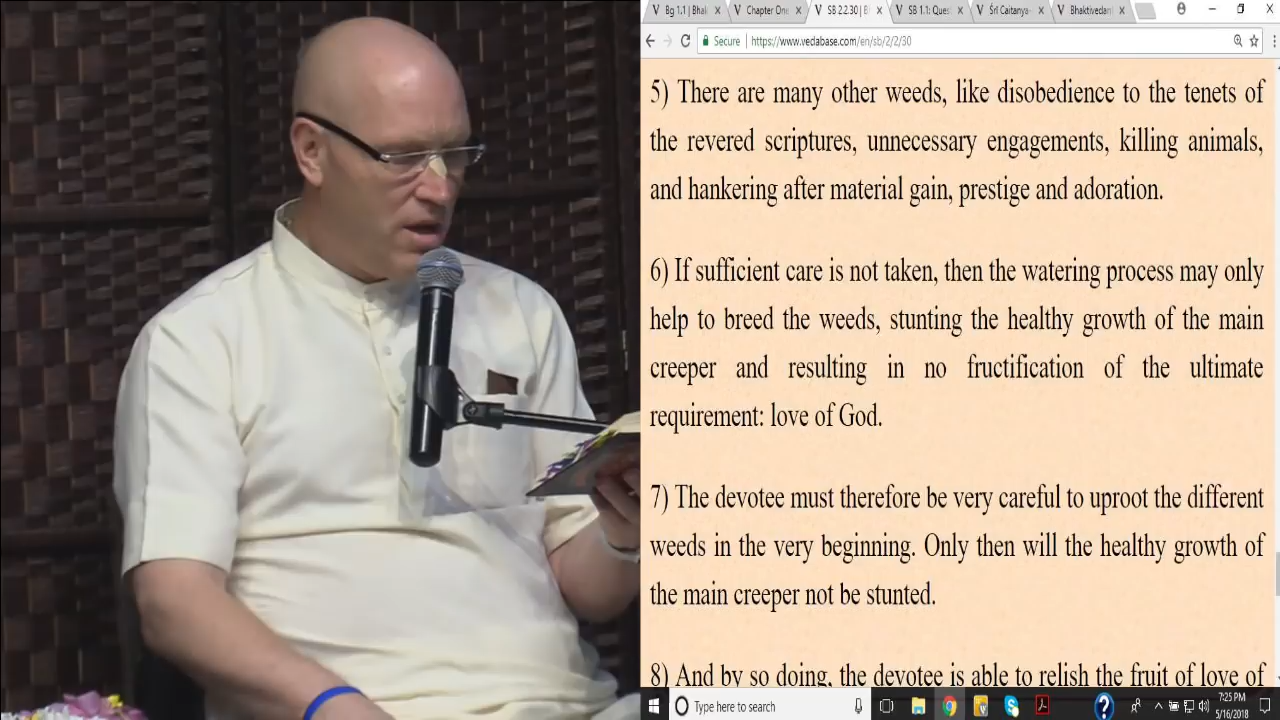 Bg 1.1 | Bhak
Chapter One
SB 2.2.30 | B
SB 1.1: Ques
Śrī Caitanya-
Bhaktivedan
Secure | https://www.vedabase.com/en/sb/2/2/30
5) There are many other weeds, like disobedience to the tenets of
the revered scriptures, unnecessary engagements, killing animals,
and hankering after material gain, prestige and adoration.
6) If sufficient care is not taken, then the watering process may only
help to breed the weeds, stunting the healthy growth of the main
creeper and resulting in no fructification of the ultimate
requirement: love of God.
7) The devotee must therefore be very careful to uproot the different
weeds in the very beginning. Only then will the healthy growth of
the main creeper not be stunted.
8) And by so doing, the devotee is able to relish the fruit of love of
Type here to search
7:25 PM
5/16/2018